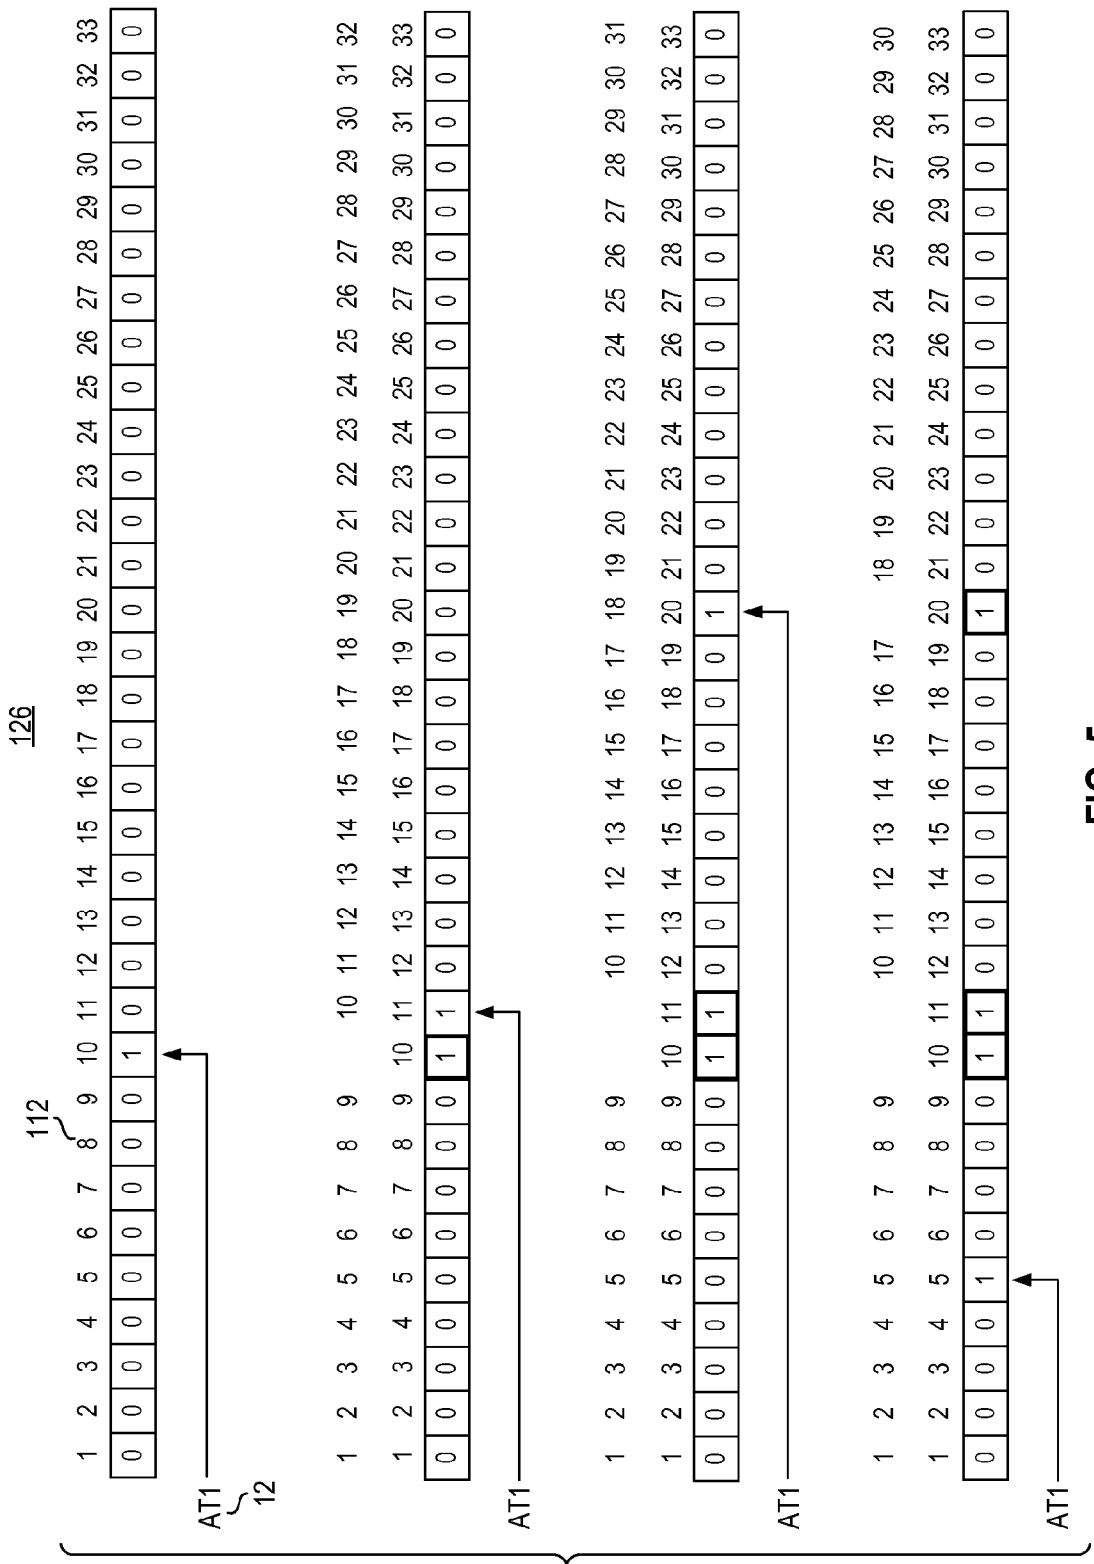 126
112
1 2 3 4 5 6 7 8 9 10 11 12 13 14 15 16 17 18 19 20 21 22 23 24 25 26 27 28 29 30 31 32 33
0 0 0 0 0 0 0 0 0 1 0 0 0 0 0 0 0 0 0 0 0 0 0 0 0 0 0 0 0 0 0 0 0
AT1
12
1 2 3 4 5 6 7 8 9 10 11 12 13 14 15 16 17 18 19 20 21 22 23 24 25 26 27 28 29 30 31 32
1 2 3 4 5 6 7 8 9 10 11 12 13 14 15 16 17 18 19 20 21 22 23 24 25 26 27 28 29 30 31 32 33
0 0 0 0 0 0 0 0 0 1 1 0 0 0 0 0 0 0 0 0 0 0 0 0 0 0 0 0 0 0 0 0 0
AT1
1 2 3 4 5 6 7 8 9 10 11 12 13 14 15 16 17 18 19 20 21 22 23 24 25 26 27 28 29 30 31
1 2 3 4 5 6 7 8 9 10 11 12 13 14 15 16 17 18 19 20 21 22 23 24 25 26 27 28 29 30 31 32 33
0 0 0 0 0 0 0 0 0 1 1 0 0 0 0 0 0 0 0 1 0 0 0 0 0 0 0 0 0 0 0 0 0
AT1
1 2 3 4 5 6 7 8 9 10 11 12 13 14 15 16 17 18 19 20 21 22 23 24 25 26 27 28 29 30
1 2 3 4 5 6 7 8 9 10 11 12 13 14 15 16 17 18 19 20 21 22 23 24 25 26 27 28 29 30 31 32 33
0 0 0 0 1 0 0 0 0 1 1 0 0 0 0 0 0 0 0 1 0 0 0 0 0 0 0 0 0 0 0 0 0
AT1
FIG. 5